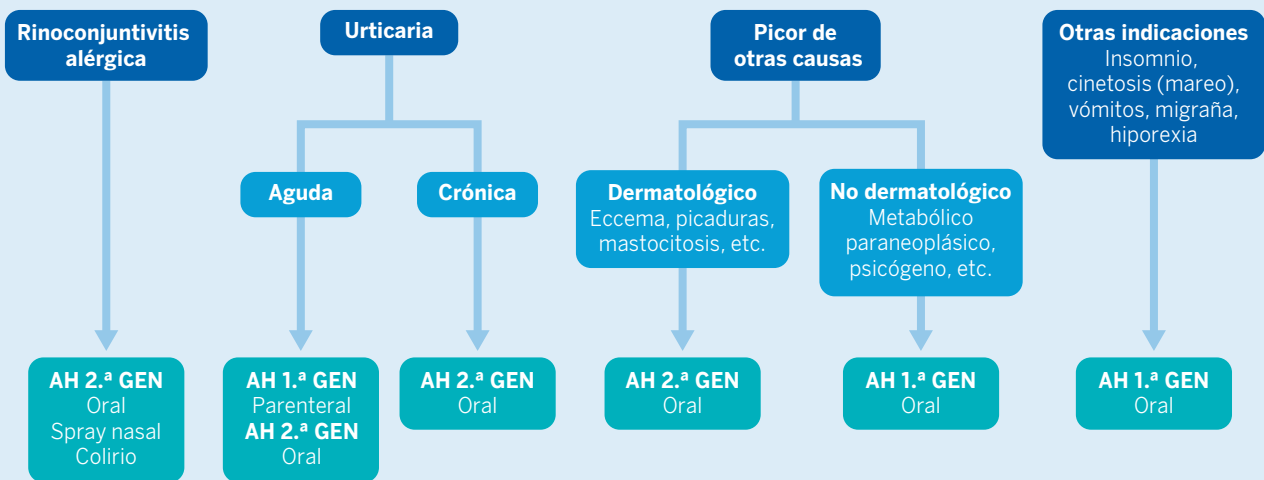 Rinoconjuntivitis
alérgica
Urticaria
Picor de
otras causas
Otras indicaciones
Insomnio,
cinetosis (mareo),
vómitos, migraña,
hiporexia
Aguda
Crónica
Dermatológico
Eccema, picaduras,
mastocitosis, etc.
No dermatológico
Metabólico
paraneoplásico,
psicógeno, etc.
AH 2.ª GEN
Oral
Spray nasal
Colirio
AH 1.ª GEN
Parenteral
AH 2.ª GEN
Oral
AH 2.ª GEN
Oral
AH 2.ª GEN
Oral
AH 1.ª GEN
Oral
AH 1.ª GEN
Oral